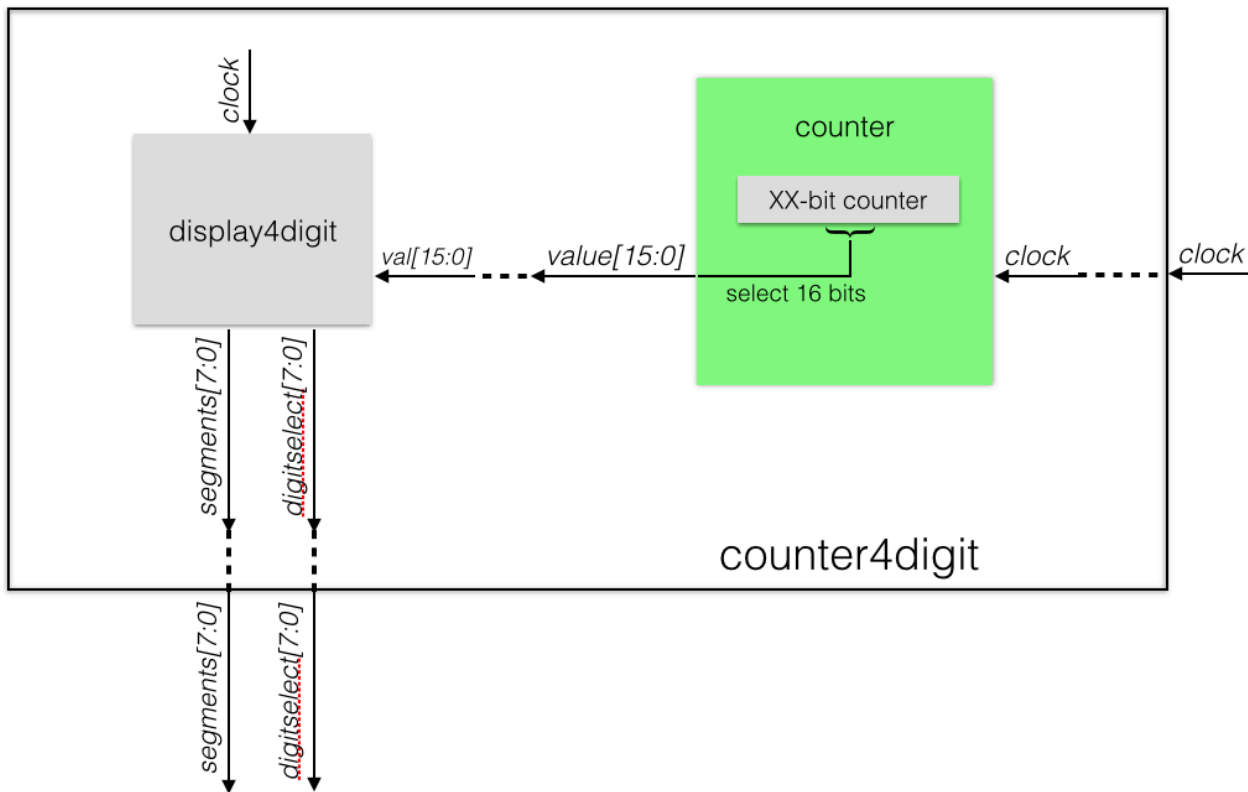 clock
display4digit
val[15:0]
value[15:0]
counter
XX-bit counter
select 16 bits
clock
clock
segments[7:0]
digitselect[7:0]
counter4digit
segments[7:0]
digitselect[7:0]